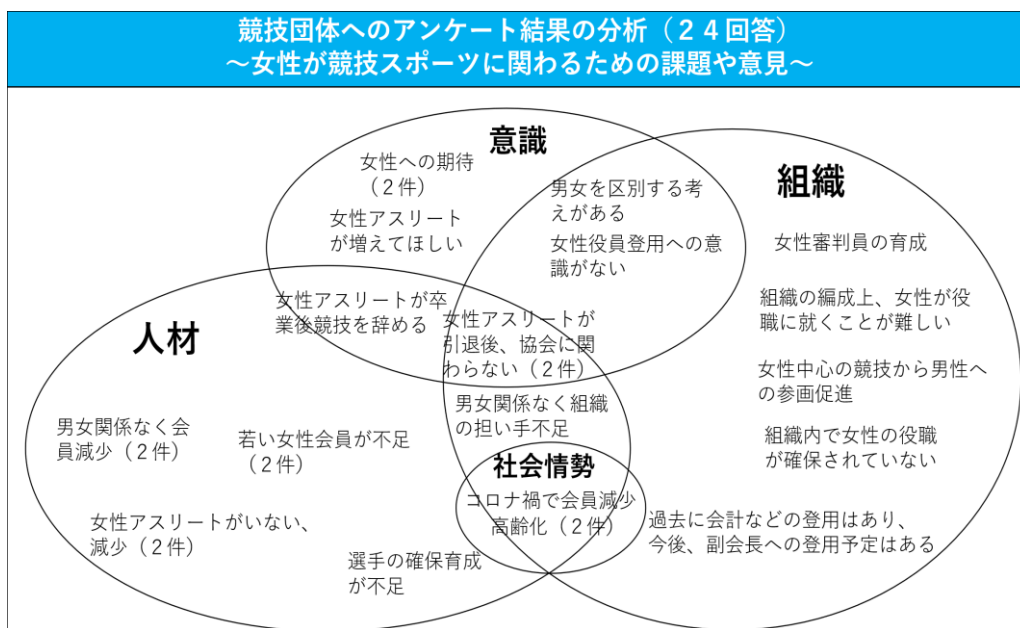 競技団体へのアンケート結果の分析（２４回答）
～女性が競技スポーツに関わるための課題や意見～
意識
女性への期待
（２件）
女性アスリート
が増えてほしい
男女を区別する考
えがある
女性役員登用への意
識がない
組織
女性審判員の育成
組織の編成上、女性が役
職に就くことが難しい
女性中心の競技から男性へ
の参画促進
組織内で女性の役職
が確保されていない
過去に会計などの登用はあり、
今後、副会長への登用予定はある
女性アスリートが卒
業後競技を辞める
女性アスリートが
引退後、協会に関
わらない（２件）
人材
男女関係なく会
員減少（２件）
若い女性会員が不足
（２件）
女性アスリートがいない、
減少（２件）
選手の確保育成
が不足
男女関係なく組織
の担い手不足
社会情勢
コロナ禍で会員減少
高齢化（２件）